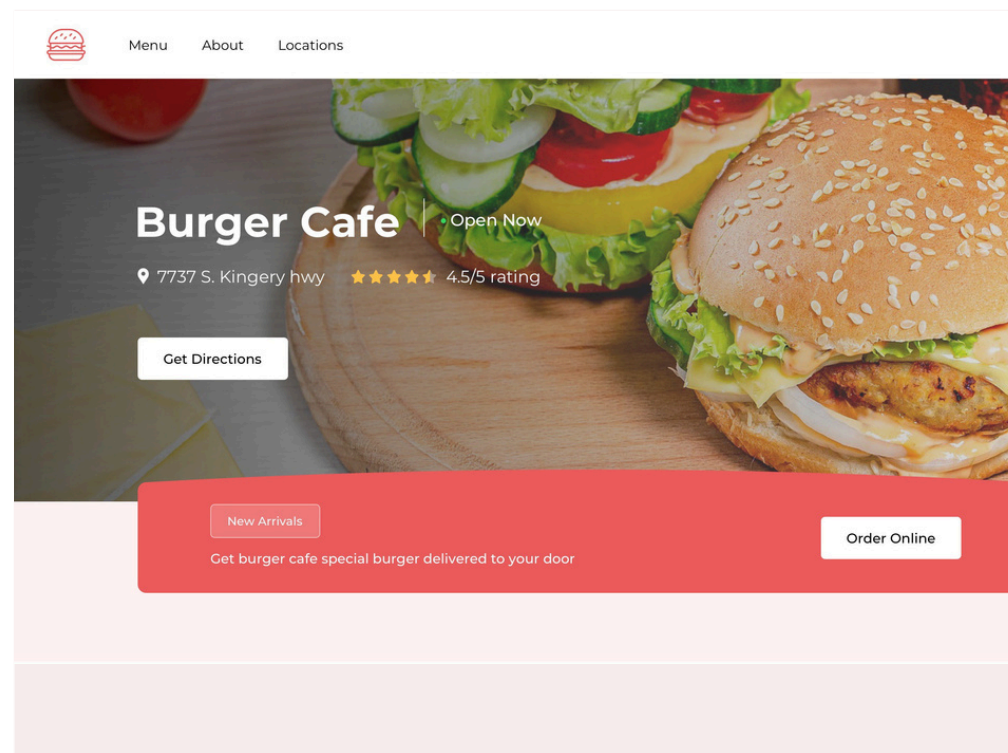 Menu About Locations
Burger Cafe Open Now
7737 S. Kingery hwy 4.5/5 rating
Get Directions
New Arrivals
Get burger cafe special burger delivered to your door
Order Online